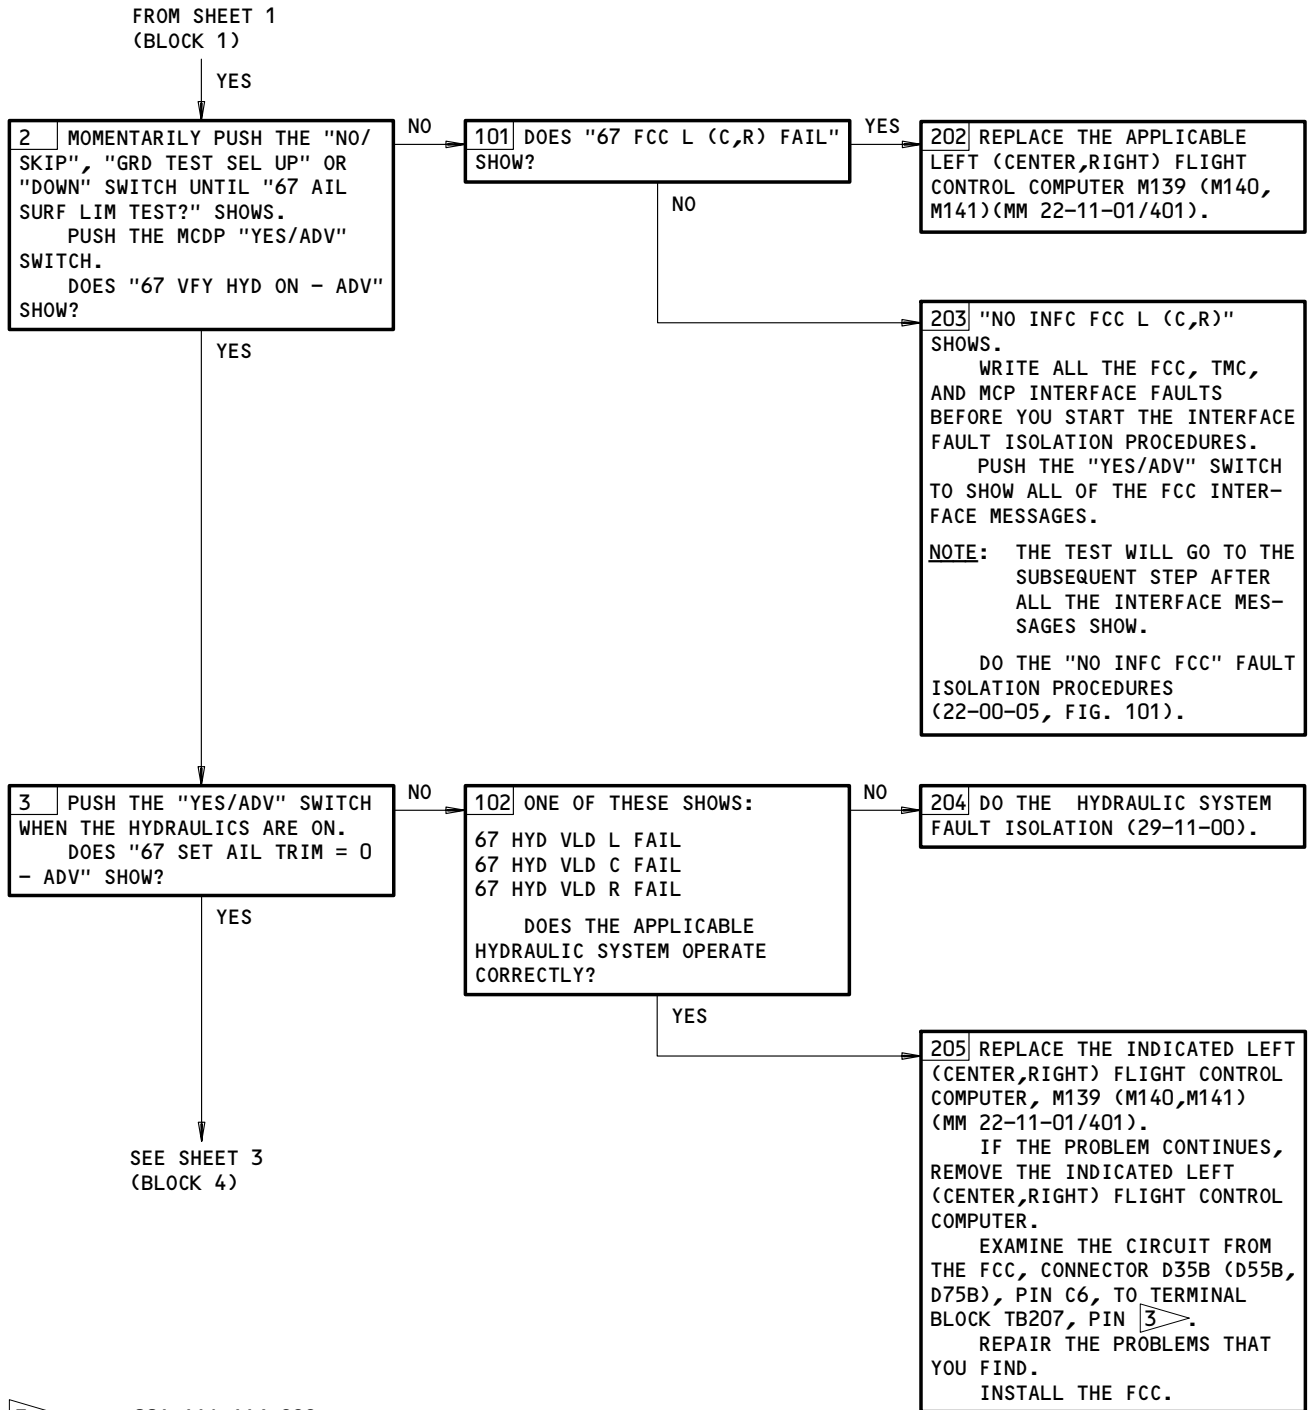 FROM SHEET 1
(BLOCK 1)
YES
2 MOMENTARILY PUSH THE "NO/
SKIP", "GRD TEST SEL UP" OR
"DOWN" SWITCH UNTIL "67 AIL
SURF LIM TEST?" SHOWS.
PUSH THE MCDP "YES/ADV"
SWITCH.
DOES "67 VFY HYD ON – ADV"
SHOW?
NO
101 DOES "67 FCC L (C,R) FAIL"
SHOW?
YES
202 REPLACE THE APPLICABLE
LEFT (CENTER,RIGHT) FLIGHT
CONTROL COMPUTER M139 (M140,
M141)(MM 22-11-01/401).
NO
203 "NO INFC FCC L (C,R)"
SHOWS.
WRITE ALL THE FCC, TMC,
AND MCP INTERFACE FAULTS
BEFORE YOU START THE INTERFACE
FAULT ISOLATION PROCEDURES.
PUSH THE "YES/ADV" SWITCH
TO SHOW ALL OF THE FCC INTER-
FACE MESSAGES.
NOTE: THE TEST WILL GO TO THE
SUBSEQUENT STEP AFTER
ALL THE INTERFACE MES-
SAGES SHOW.
DO THE "NO INFC FCC" FAULT
ISOLATION PROCEDURES
(22-00-05, FIG. 101).
YES
3 PUSH THE "YES/ADV" SWITCH
WHEN THE HYDRAULICS ARE ON.
DOES "67 SET AIL TRIM = 0
– ADV" SHOW?
NO
102 ONE OF THESE SHOWS:
67 HYD VLD L FAIL
67 HYD VLD C FAIL
67 HYD VLD R FAIL
DOES THE APPLICABLE
HYDRAULIC SYSTEM OPERATE
CORRECTLY?
NO
204 DO THE HYDRAULIC SYSTEM
FAULT ISOLATION (29-11-00).
YES
205 REPLACE THE INDICATED LEFT
(CENTER,RIGHT) FLIGHT CONTROL
COMPUTER, M139 (M140,M141)
(MM 22-11-01/401).
IF THE PROBLEM CONTINUES,
REMOVE THE INDICATED LEFT
(CENTER,RIGHT) FLIGHT CONTROL
COMPUTER.
EXAMINE THE CIRCUIT FROM
THE FCC, CONNECTOR D35B (D55B,
D75B), PIN C6, TO TERMINAL
BLOCK TB207, PIN 3.
REPAIR THE PROBLEMS THAT
YOU FIND.
INSTALL THE FCC.
YES
SEE SHEET 3
(BLOCK 4)